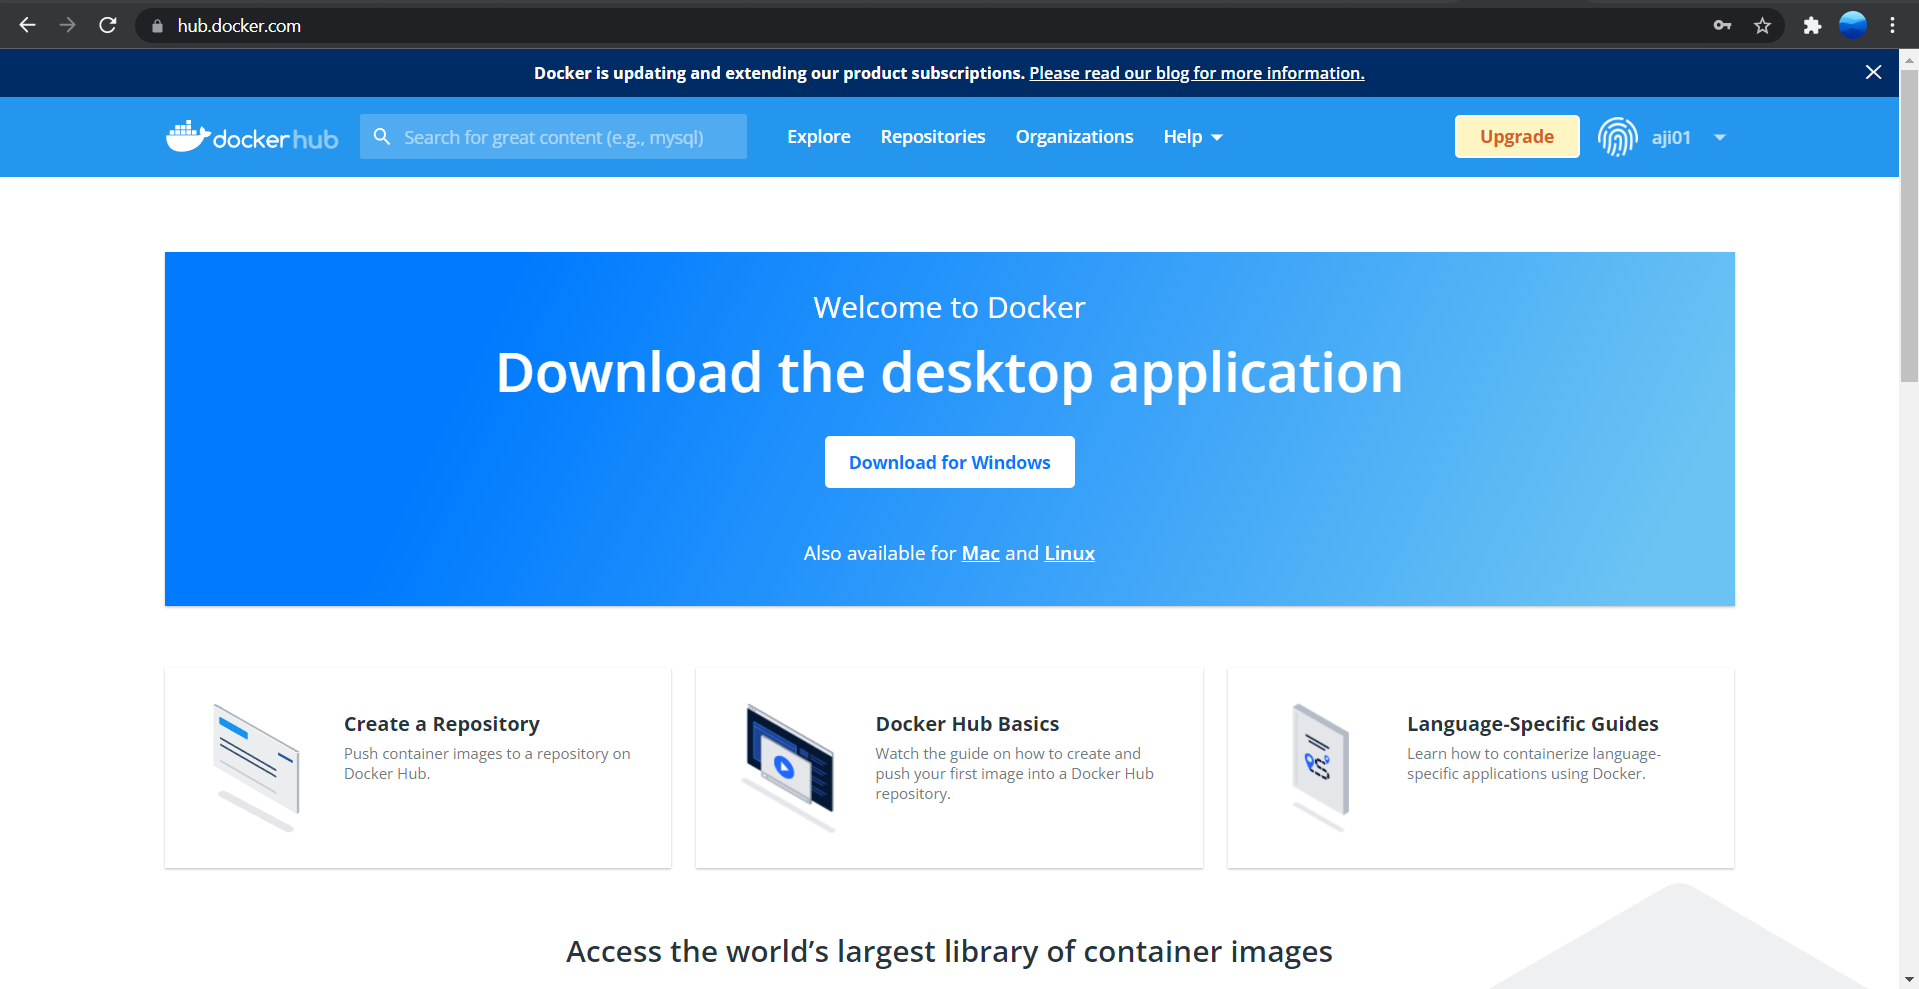 hub.docker.com
Docker is updating and extending our product subscriptions. Please read our blog for more information.
docker hub
Search for great content (e.g., mysql)
Explore
Repositories
Organizations
Help
Upgrade
aji01
Welcome to Docker
Download the desktop application
Download for Windows
Also available for Mac and Linux
Create a Repository
Push container images to a repository on
Docker Hub.
Docker Hub Basics
Watch the guide on how to create and
push your first image into a Docker Hub
repository.
Language-Specific Guides
Learn how to containerize language-
specific applications using Docker.
Access the world’s largest library of container images